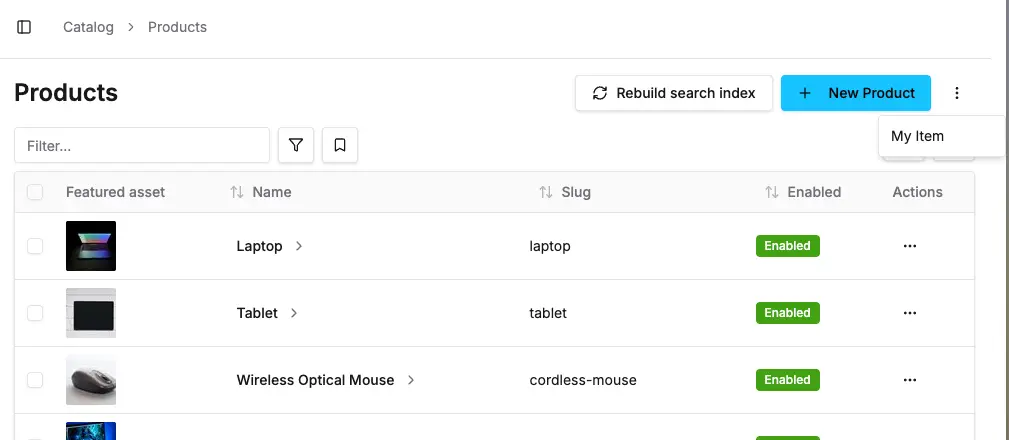 Catalog > Products
Products
Rebuild search index
+ New Product
My Item
Filter...
Featured asset Name Slug Enabled Actions
Laptop laptop Enabled
Tablet tablet Enabled
Wireless Optical Mouse cordless-mouse Enabled